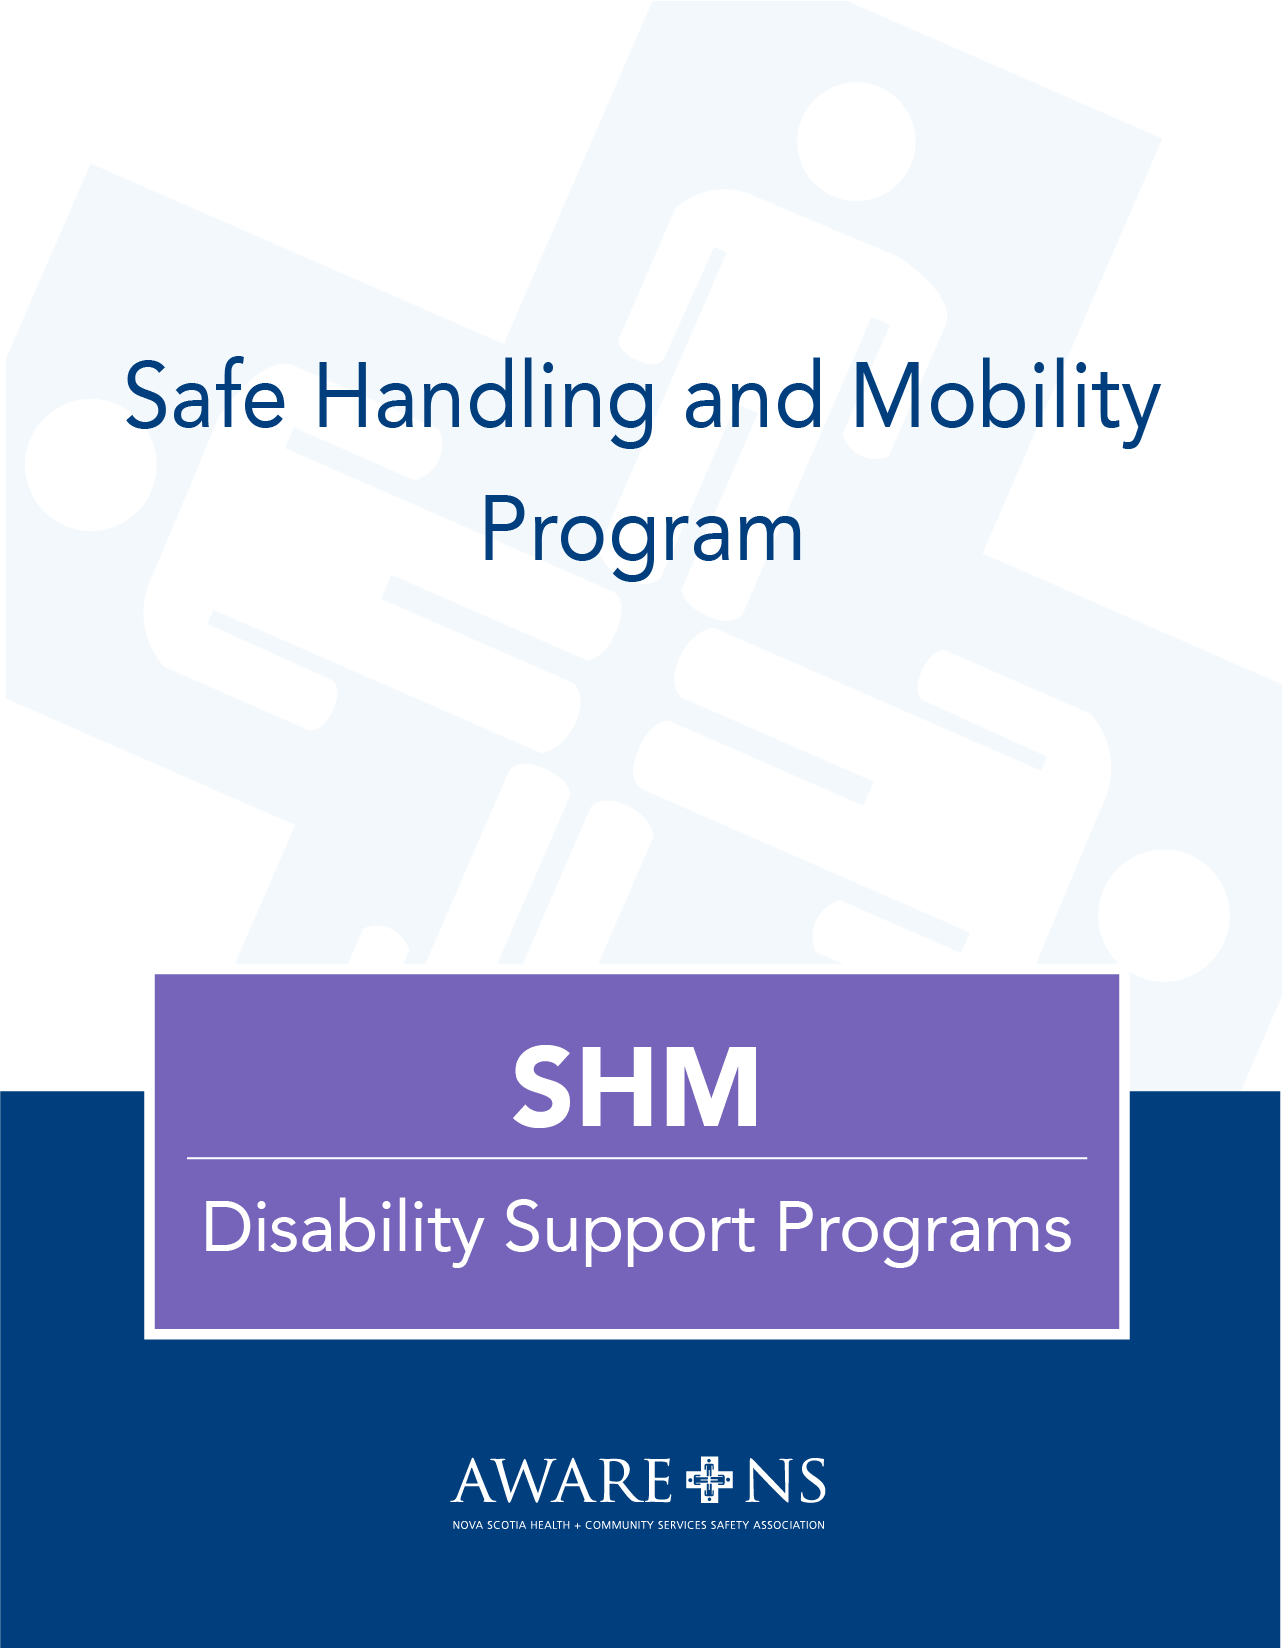 Safe Handling and Mobility
Program
SHM
Disability Support Programs
AWARE NS
NOVA SCOTIA HEALTH + COMMUNITY SERVICES SAFETY ASSOCIATION